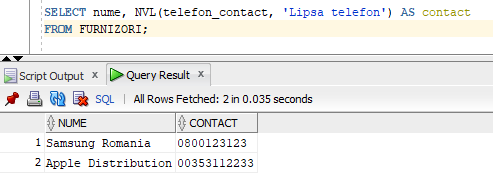 SELECT nume, NVL(telefon_contact, 'Lipsa telefon') AS contact
FROM FURNIZORI;
Script Output × Query Result ×
SQL | All Rows Fetched: 2 in 0.035 seconds
NUME CONTACT
1 Samsung Romania 0800123123
2 Apple Distribution 00353112233